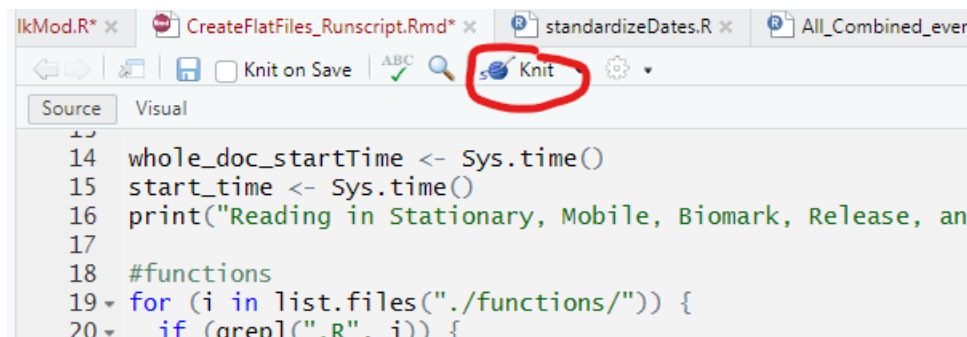 lkMod.R*
CreateFlatFiles_Runscript.Rmd*
standardizeDates.R
All_Combined_ever
Knit on Save
ABC
Knit
Source
Visual
14 whole_doc_startTime <- Sys.time()
15 start_time <- Sys.time()
16 print("Reading in Stationary, Mobile, Biomark, Release, an
17
18 #functions
19 for (i in list.files("./functions/")) {
20 if (grepl(".R", i)) {